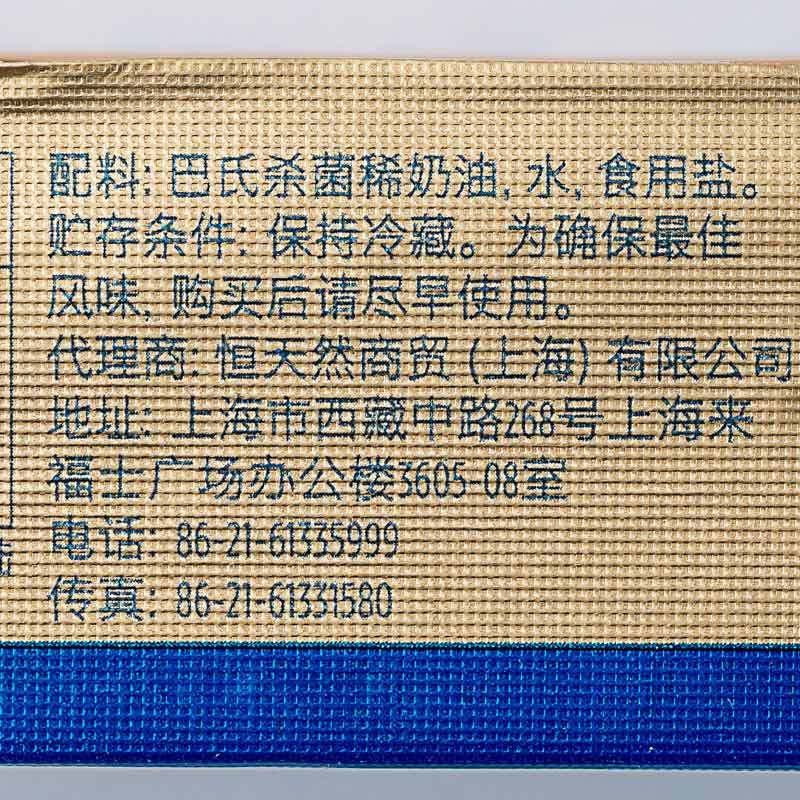 配料: 巴氏杀菌稀奶油, 水, 食用盐。
贮存条件: 保持冷藏。为确保最佳
风味, 购买后请尽早使用。
代理商: 恒天然商贸 (上海) 有限公司
地址: 上海市西藏中路268号上海来
福士广场办公楼3605-08室
电话: 86-21-61335999
传真: 86-21-61331580